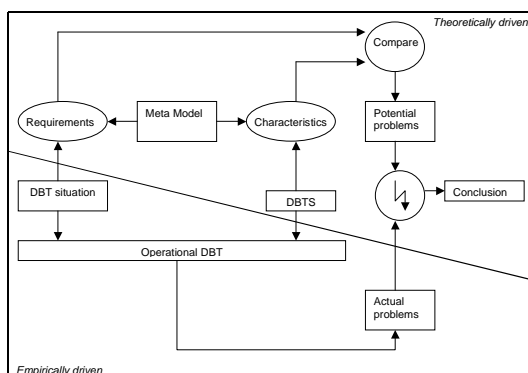 Theoretically driven
Compare
Requirements
Meta Model
Characteristics
Potential
problems
DBT situation
DBTS
Conclusion
Operational DBT
Actual
problems
Empirically driven